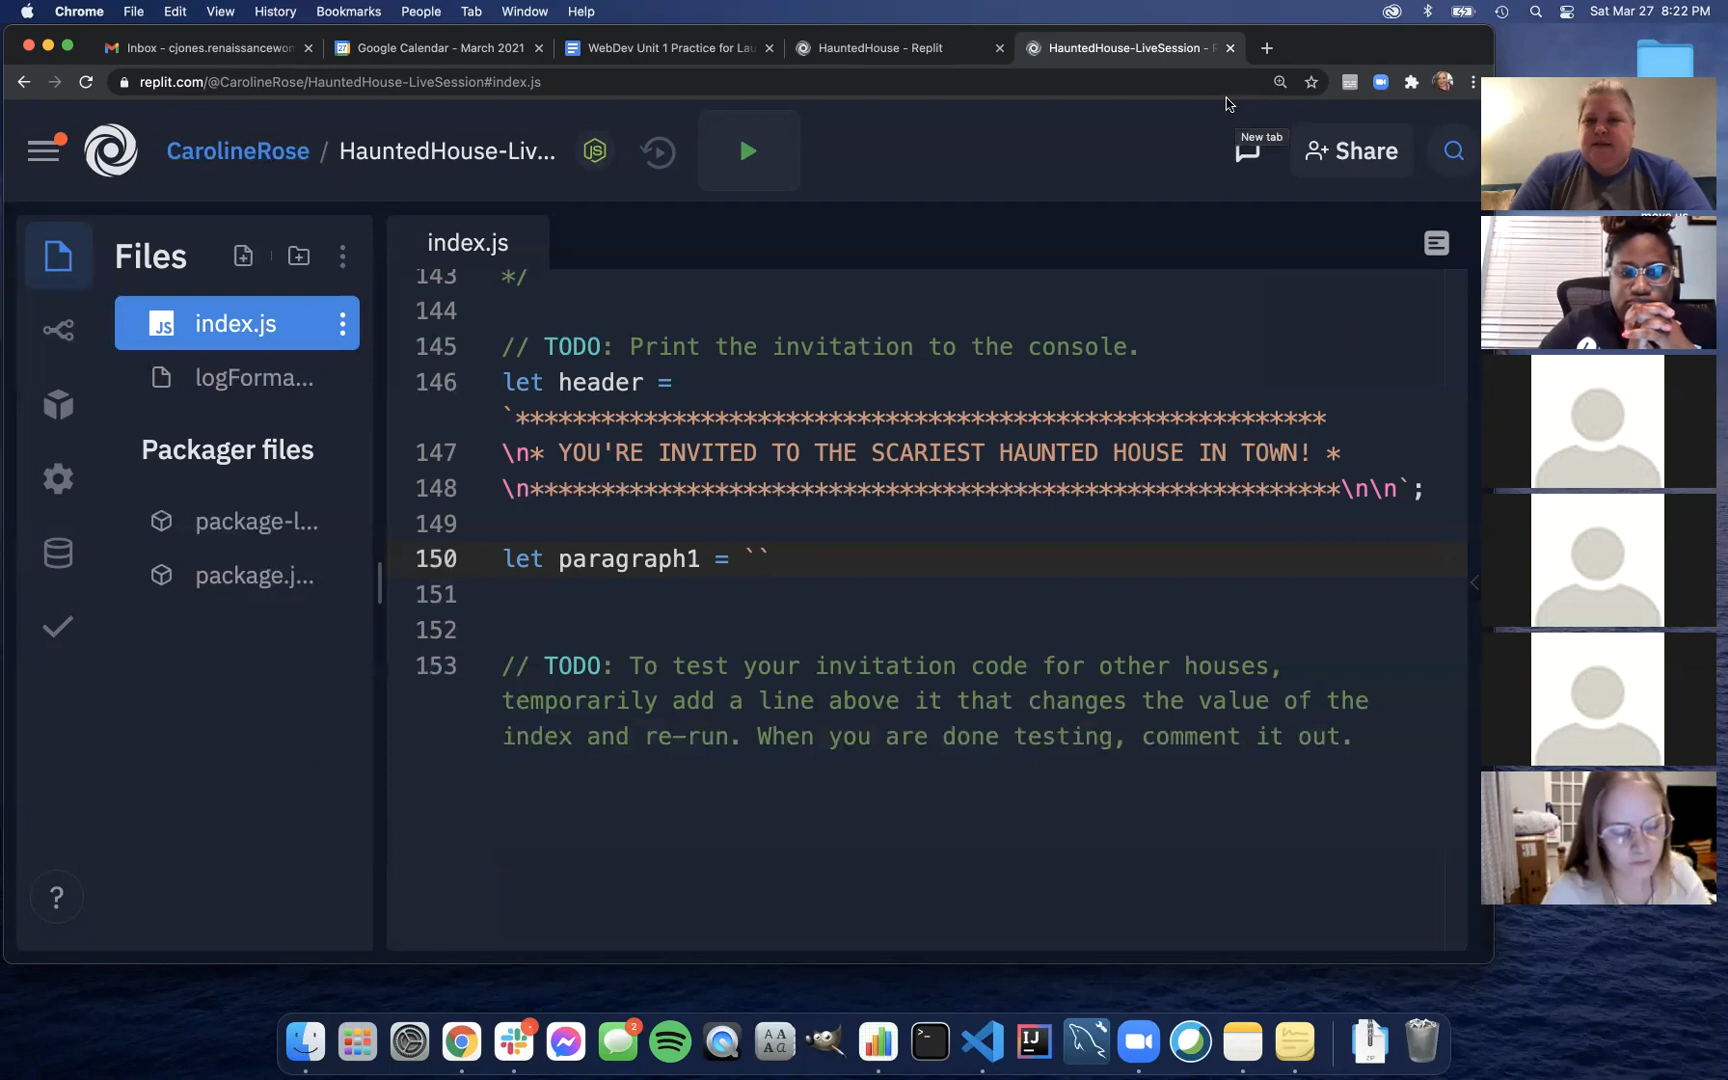 Chrome File Edit View History Bookmarks People Tab Window Help Sat Mar 27 8:22 PM
Inbox - cjones.renaissancewon
Google Calendar - March 2021
WebDev Unit 1 Practice for Lau
HauntedHouse - Replit
HauntedHouse-LiveSession - R
replit.com/@CarolineRose/HauntedHouse-LiveSession#index.js
New tab
CarolineRose / HauntedHouse-Liv...
Share
Files
index.js
JS index.js
logForma...
Packager files
package-l...
package.j...
143 */
144
145 // TODO: Print the invitation to the console.
146 let header =
`*********************************************************
147 \n* YOU'RE INVITED TO THE SCARIEST HAUNTED HOUSE IN TOWN! *
148 \n*********************************************************\n\n`;
149
150 let paragraph1 = ``
151
152
153 // TODO: To test your invitation code for other houses,
temporarily add a line above it that changes the value of the
index and re-run. When you are done testing, comment it out.
?
2